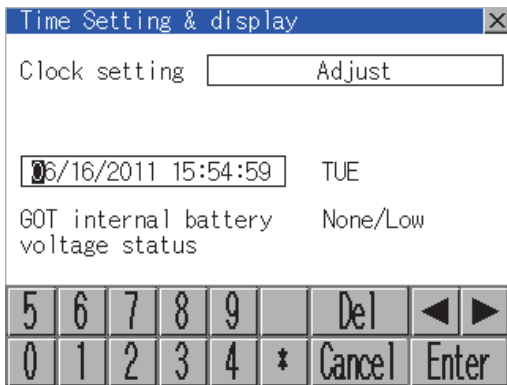 Time Setting & display
Clock setting Adjust
06/16/2011 15:54:59 TUE
GOT internal battery None/Low
voltage status
5 6 7 8 9 Del ◀ ▶
0 1 2 3 4 * Cancel Enter